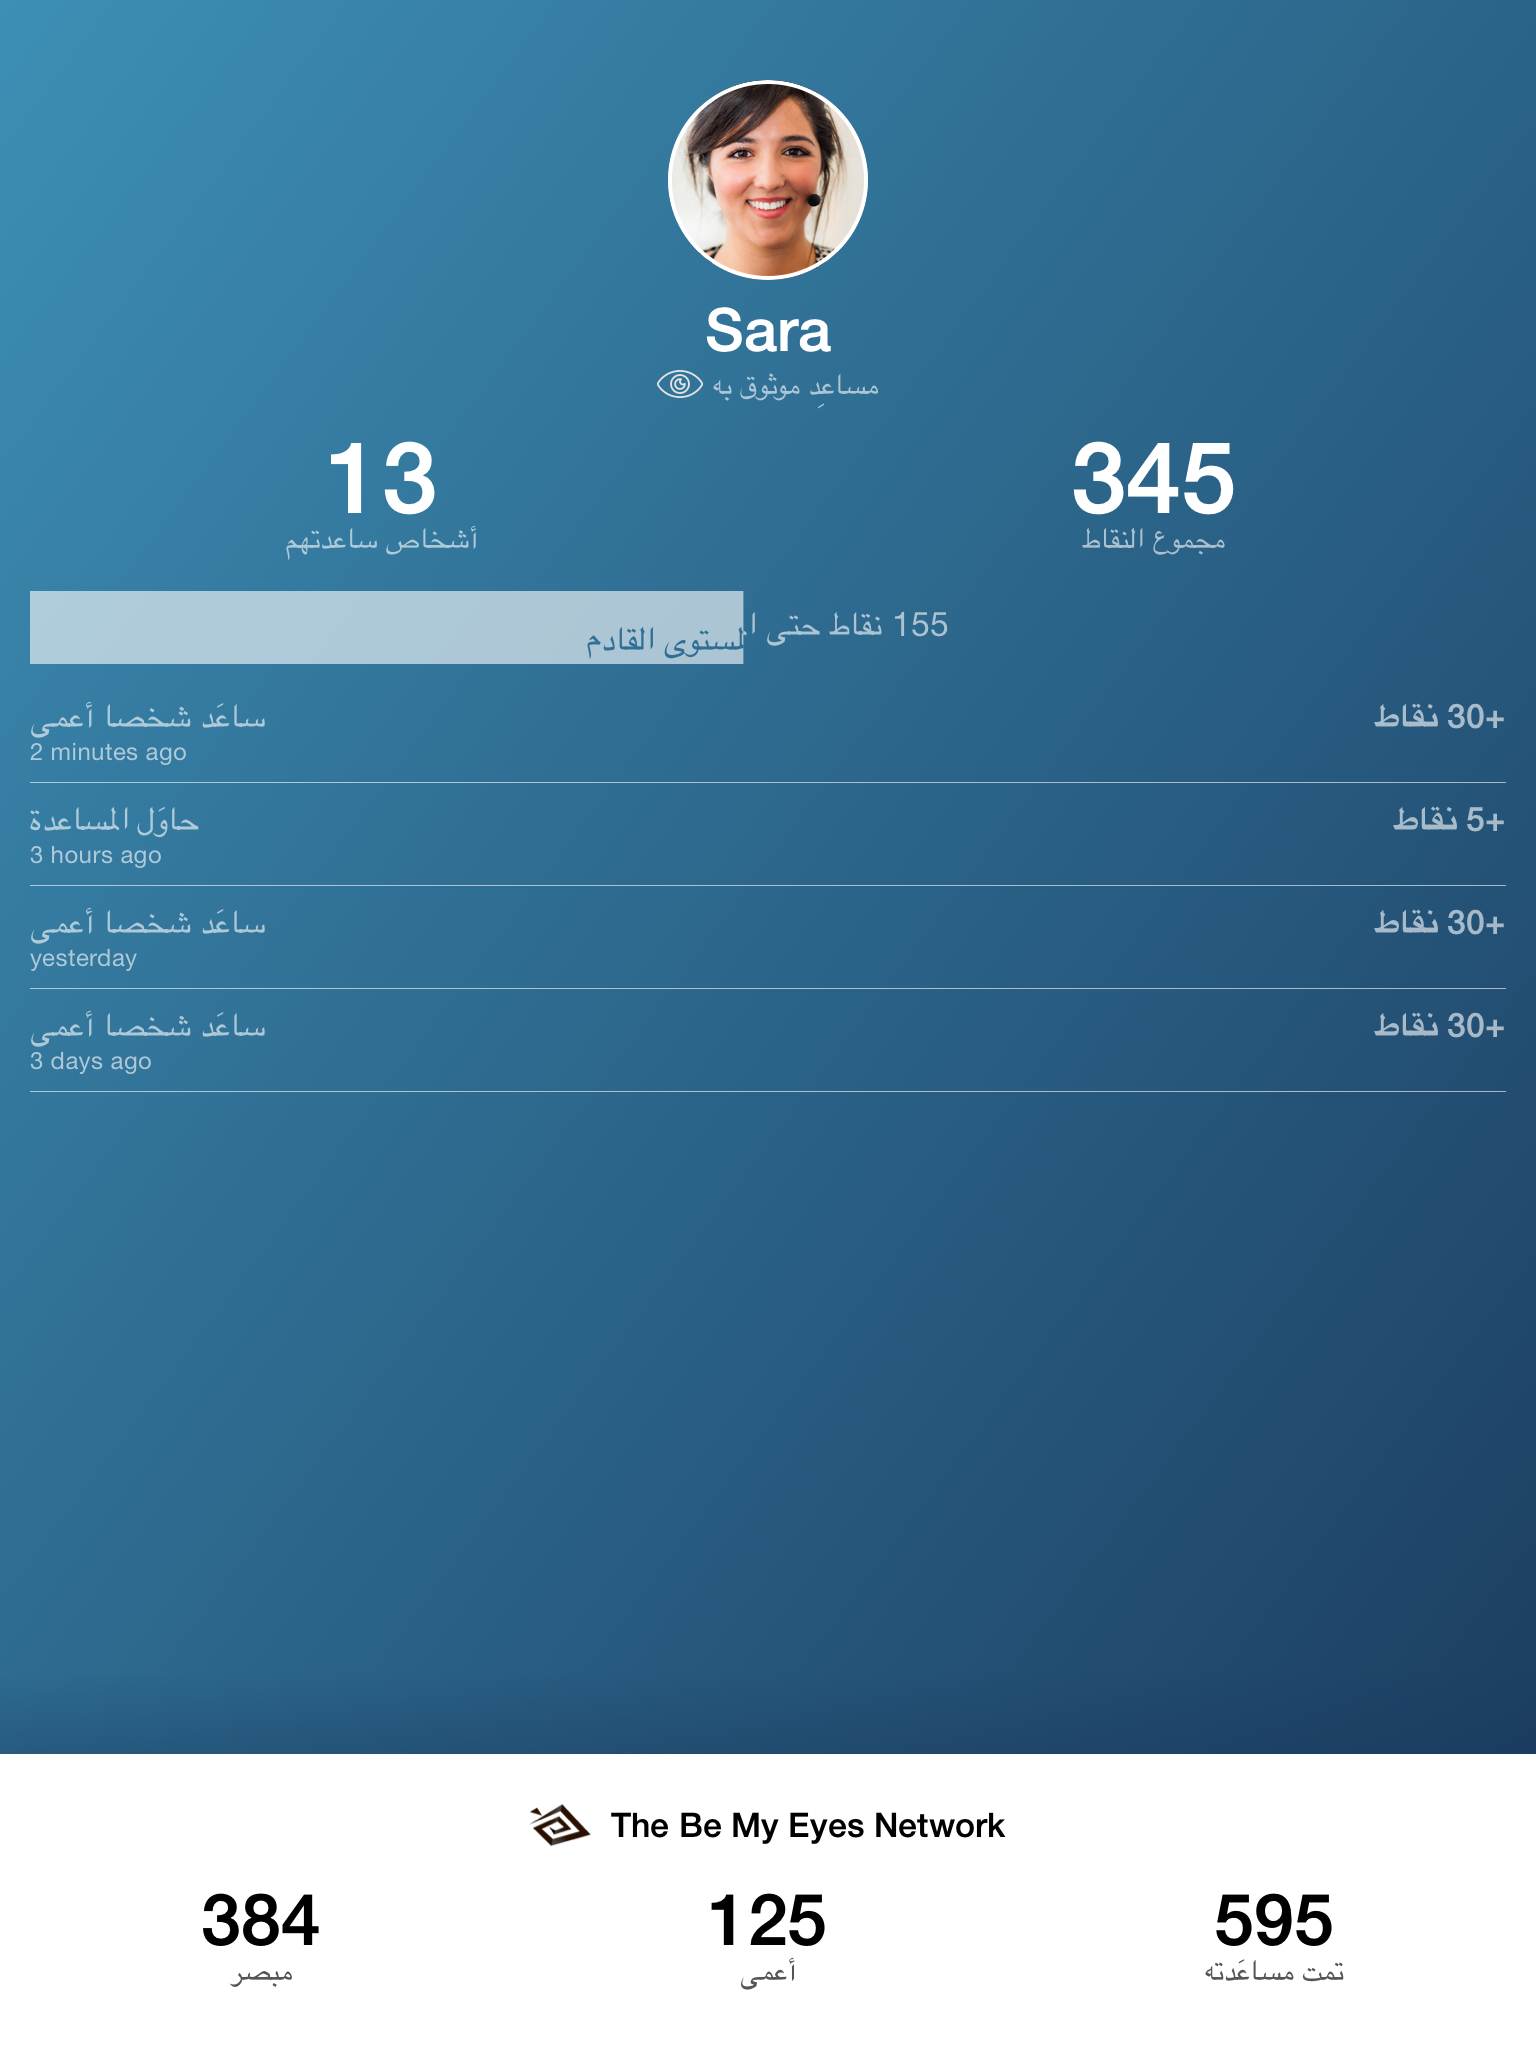 Sara
مساعدِ موثوق به
13
أشخاص ساعدتهم
345
مجموع النقاط
155 نقاط حتى المستوى القادم
ساعَد شخصا أعمى
+30 نقاط
2 minutes ago
حاوَل المساعدة
+5 نقاط
3 hours ago
ساعَد شخصا أعمى
+30 نقاط
yesterday
ساعَد شخصا أعمى
+30 نقاط
3 days ago
The Be My Eyes Network
384
مبصر
125
أعمى
595
تمت مساعَدته